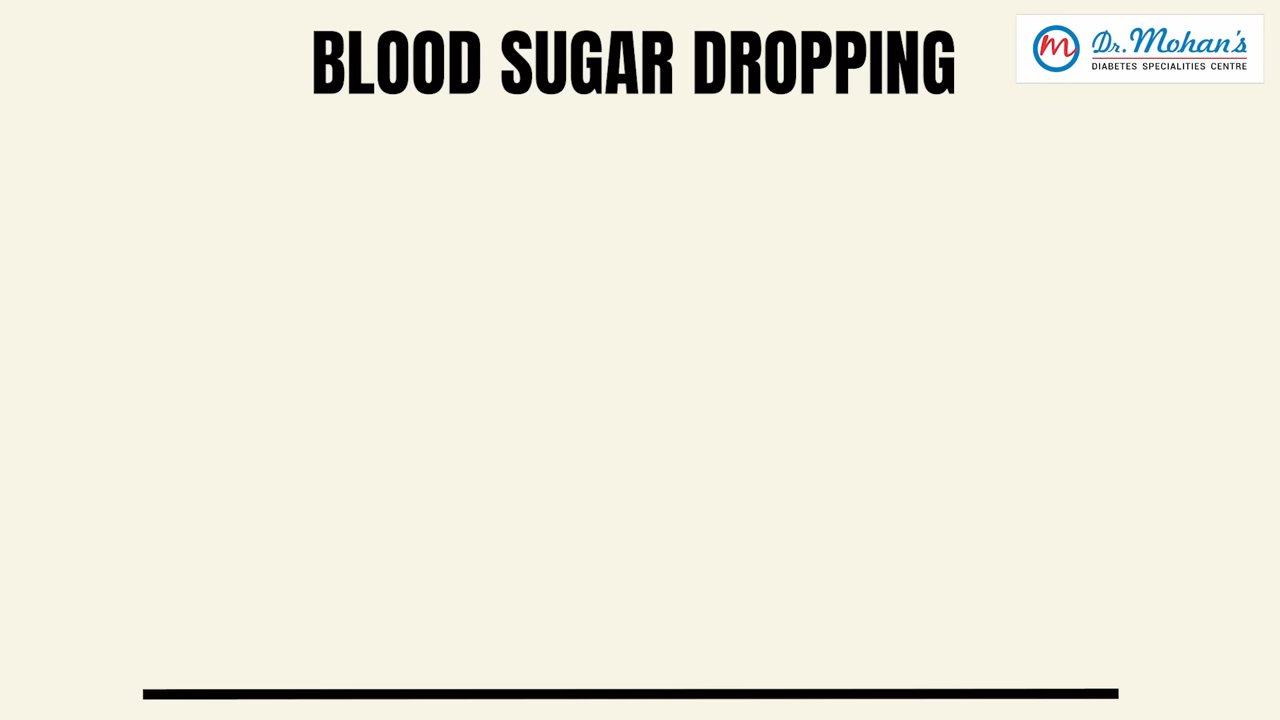 BLOOD SUGAR DROPPING
m Dr. Mohan's
DIABETES SPECIALITIES CENTRE